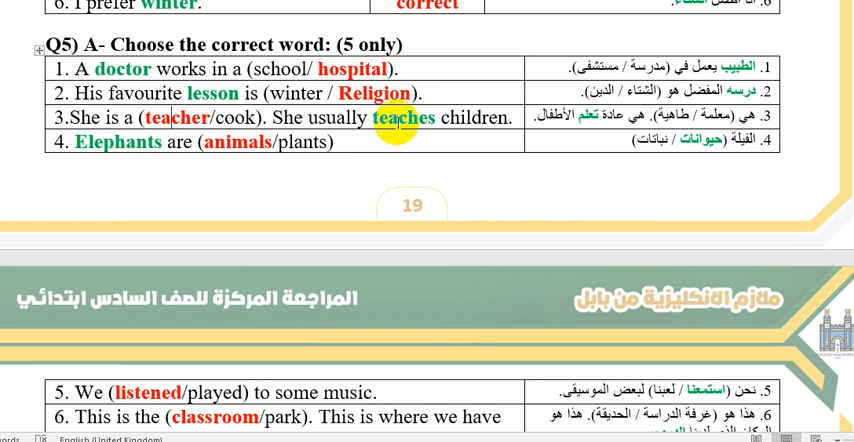 6. I prefer winter.
correct
6. انا افضل الشتاء.
Q5) A- Choose the correct word: (5 only)
1. A doctor works in a (school/ hospital).
1. الطبيب يعمل في (مدرسة / مستشفى).
2. His favourite lesson is (winter / Religion).
2. درسه المفضل هو (الشتاء / الدين).
3.She is a (teacher/cook). She usually teaches children.
3. هي (معلمة / طاهية). هي عادة تعلم الأطفال.
4. Elephants are (animals/plants)
4. الفيلة (حيوانات / نباتات)
19
ملازم الانكليزية من بابل
المراجعة المركزة للصف السادس ابتدائي
5. We (listened/played) to some music.
5. نحن (استمعنا / لعبنا) لبعض الموسيقى.
6. This is the (classroom/park). This is where we have
6. هذا هو (غرفة الدراسة / الحديقة). هذا هو
English (United Kingdom)